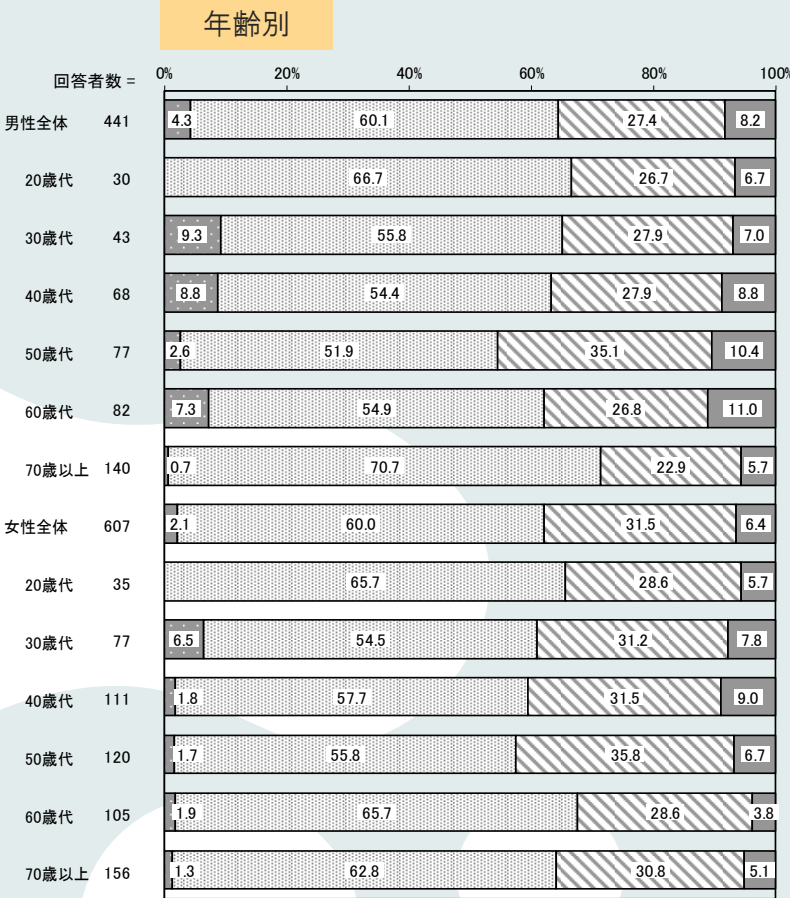 年齢別
回答者数 = 0% 20% 40% 60% 80% 100%
男性全体 441 4.3 60.1 27.4 8.2
20歳代 30 66.7 26.7 6.7
30歳代 43 9.3 55.8 27.9 7.0
40歳代 68 8.8 54.4 27.9 8.8
50歳代 77 2.6 51.9 35.1 10.4
60歳代 82 7.3 54.9 26.8 11.0
70歳以上 140 0.7 70.7 22.9 5.7
女性全体 607 2.1 60.0 31.5 6.4
20歳代 35 65.7 28.6 5.7
30歳代 77 6.5 54.5 31.2 7.8
40歳代 111 1.8 57.7 31.5 9.0
50歳代 120 1.7 55.8 35.8 6.7
60歳代 105 1.9 65.7 28.6 3.8
70歳以上 156 1.3 62.8 30.8 5.1